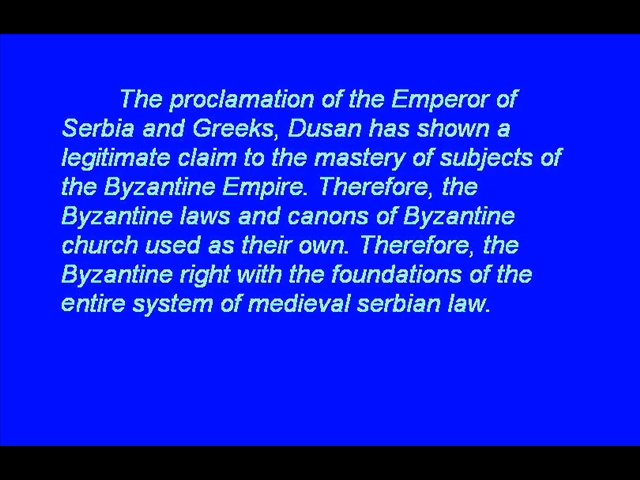 The proclamation of the Emperor of
Serbia and Greeks, Dusan has shown a
legitimate claim to the mastery of subjects of
the Byzantine Empire. Therefore, the
Byzantine laws and canons of Byzantine
church used as their own. Therefore, the
Byzantine right with the foundations of the
entire system of medieval serbian law.